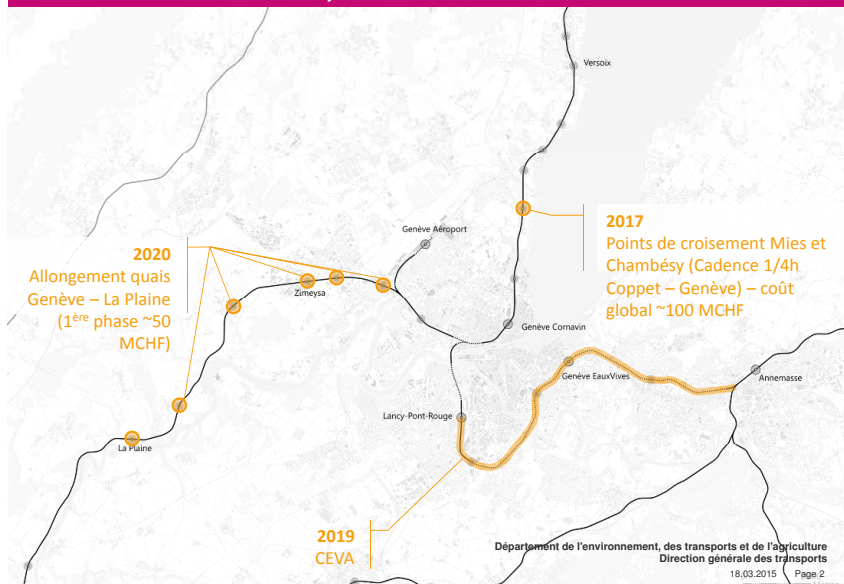 Versoix
Genève Aéroport
2017
Points de croisement Mies et
Chambésy (Cadence 1/4h
Coppet – Genève) – coût
global ~100 MCHF
2020
Allongement quais
Genève – La Plaine
(1ère phase ~50
MCHF)
Zimeysa
Genève Cornavin
Genève EauxVives
Annemasse
Lancy-Pont-Rouge
La Plaine
2019
CEVA
Département de l'environnement, des transports et de l'agriculture
Direction générale des transports
18.03.2015 Page 2